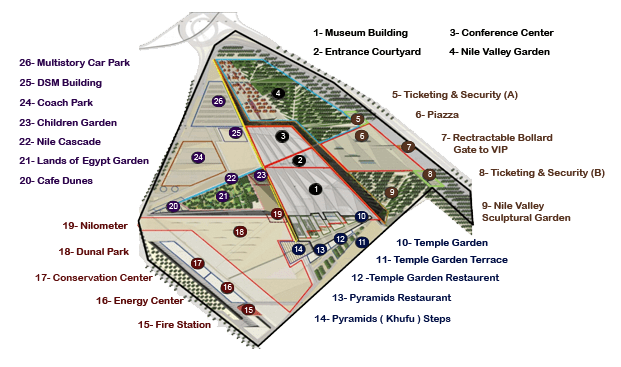 1- Museum Building
3- Conference Center
2- Entrance Courtyard
4- Nile Valley Garden
26- Multistory Car Park
25- DSM Building
24- Coach Park
23- Children Garden
22- Nile Cascade
21- Lands of Egypt Garden
20- Cafe Dunes
5- Ticketing & Security (A)
6- Piazza
7- Rectractable Bollard
Gate to VIP
8- Ticketing & Security (B)
9- Nile Valley
Sculptural Garden
19- Nilometer
18- Dunal Park
17- Conservation Center
16- Energy Center
15- Fire Station
10- Temple Garden
11- Temple Garden Terrace
12 -Temple Garden Restaurent
13- Pyramids Restaurant
14- Pyramids ( Khufu ) Steps
4
26
5
25
3
6
7
24
2
8
22
23
1
9
21
20
19
10
18
12
11
14
13
17
16
15